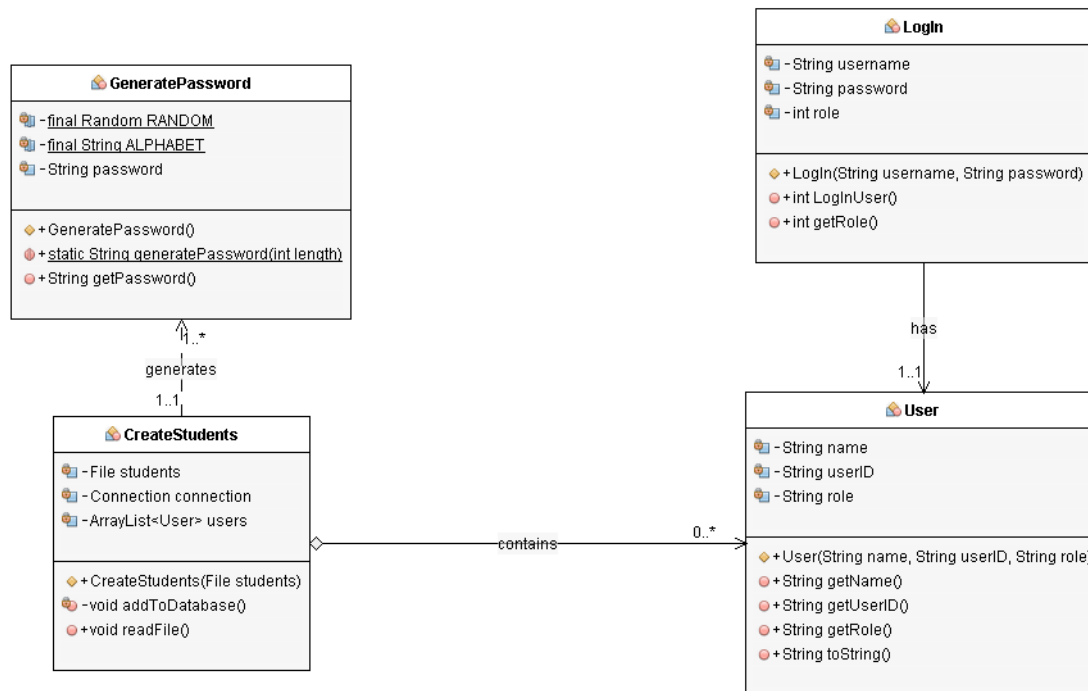 GeneratePassword
-final Random RANDOM
-final String ALPHABET
-String password
+GeneratePassword()
+static String generatePassword(int length)
+String getPassword()
1..*
generates
1..1
CreateStudents
-File students
-Connection connection
-ArrayList<User> users
+CreateStudents(File students)
-void addToDatabase()
+void readFile()
contains
0..*
LogIn
-String username
-String password
-int role
+LogIn(String username, String password)
+int LogInUser()
+int getRole()
has
1..1
User
-String name
-String userID
-String role
+User(String name, String userID, String role)
+String getName()
+String getUserID()
+String getRole()
+String toString()